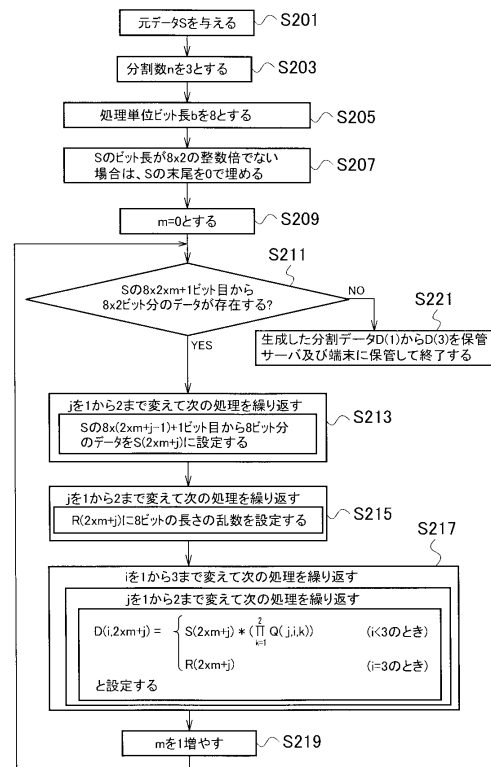 元データSを与える
S201
分割数nを3とする
S203
処理単位ビット長bを8とする
S205
Sのビット長が8x2の整数倍でない
場合は、Sの末尾を0で埋める
S207
m=0とする
S209
S211
Sの8x2xm+1ビット目から
8x2ビット分のデータが存在する?
NO
YES
S221
生成した分割データD(1)からD(3)を保管
サーバ及び端末に保管して終了する
jを1から2まで変えて次の処理を繰り返す
Sの8x(2xm+j-1)+1ビット目から8ビット分
のデータをS(2xm+j)に設定する
S213
jを1から2まで変えて次の処理を繰り返す
R(2xm+j)に8ビットの長さの乱数を設定する
S215
S217
iを1から3まで変えて次の処理を繰り返す
jを1から2まで変えて次の処理を繰り返す
D(i,2xm+j) = { S(2xm+j) * (∏_{k=1}^{2} Q( j,i,k)) (i<3のとき)
R(2xm+j) (i=3のとき)
と設定する
mを1増やす
S219